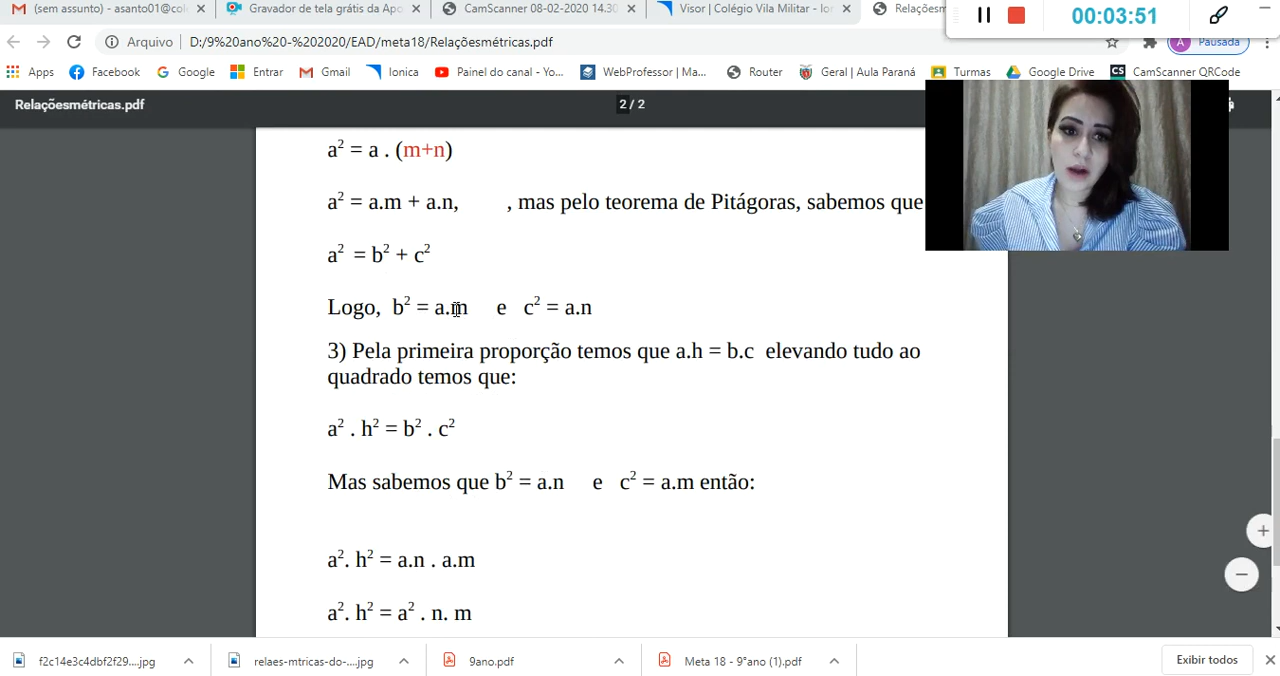 (sem assunto) - asanto01@col
Gravador de tela grátis da Apo
CamScanner 08-02-2020 14.30
Visor | Colégio Vila Militar - Ion
Relaçõesm
00:03:51
Arquivo | D:/9%20ano%20-%202020/EAD/meta18/Relaçõesmétricas.pdf
A Pausada
Apps Facebook Google Entrar Gmail Ionica Painel do canal - Yo... WebProfessor | Ma... Router Geral | Aula Paraná Turmas Google Drive CS CamScanner QRCode
Relaçõesmétricas.pdf 2 / 2
a² = a . (m+n)
a² = a.m + a.n, , mas pelo teorema de Pitágoras, sabemos que
a² = b² + c²
Logo, b² = a.m e c² = a.n
3) Pela primeira proporção temos que a.h = b.c elevando tudo ao
quadrado temos que:
a² . h² = b² . c²
Mas sabemos que b² = a.n e c² = a.m então:
a². h² = a.n . a.m
a². h² = a² . n. m
f2c14e3c4dbf2f29....jpg relaes-mtricas-do-....jpg 9ano.pdf Meta 18 - 9°ano (1).pdf Exibir todos